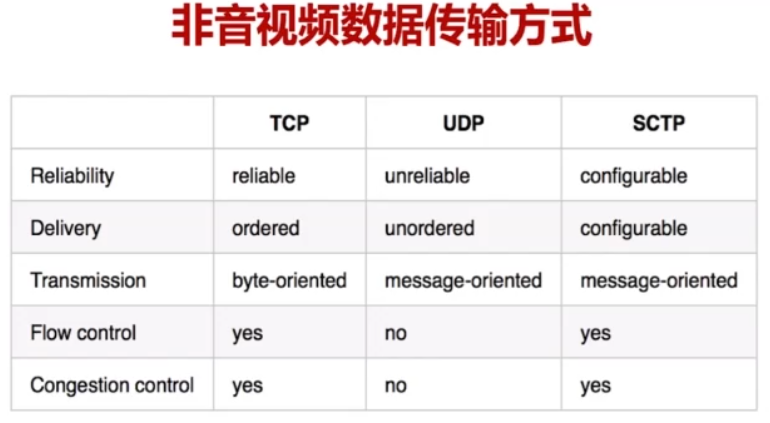 非音视频数据传输方式
TCP UDP SCTP
Reliability reliable unreliable configurable
Delivery ordered unordered configurable
Transmission byte-oriented message-oriented message-oriented
Flow control yes no yes
Congestion control yes no yes